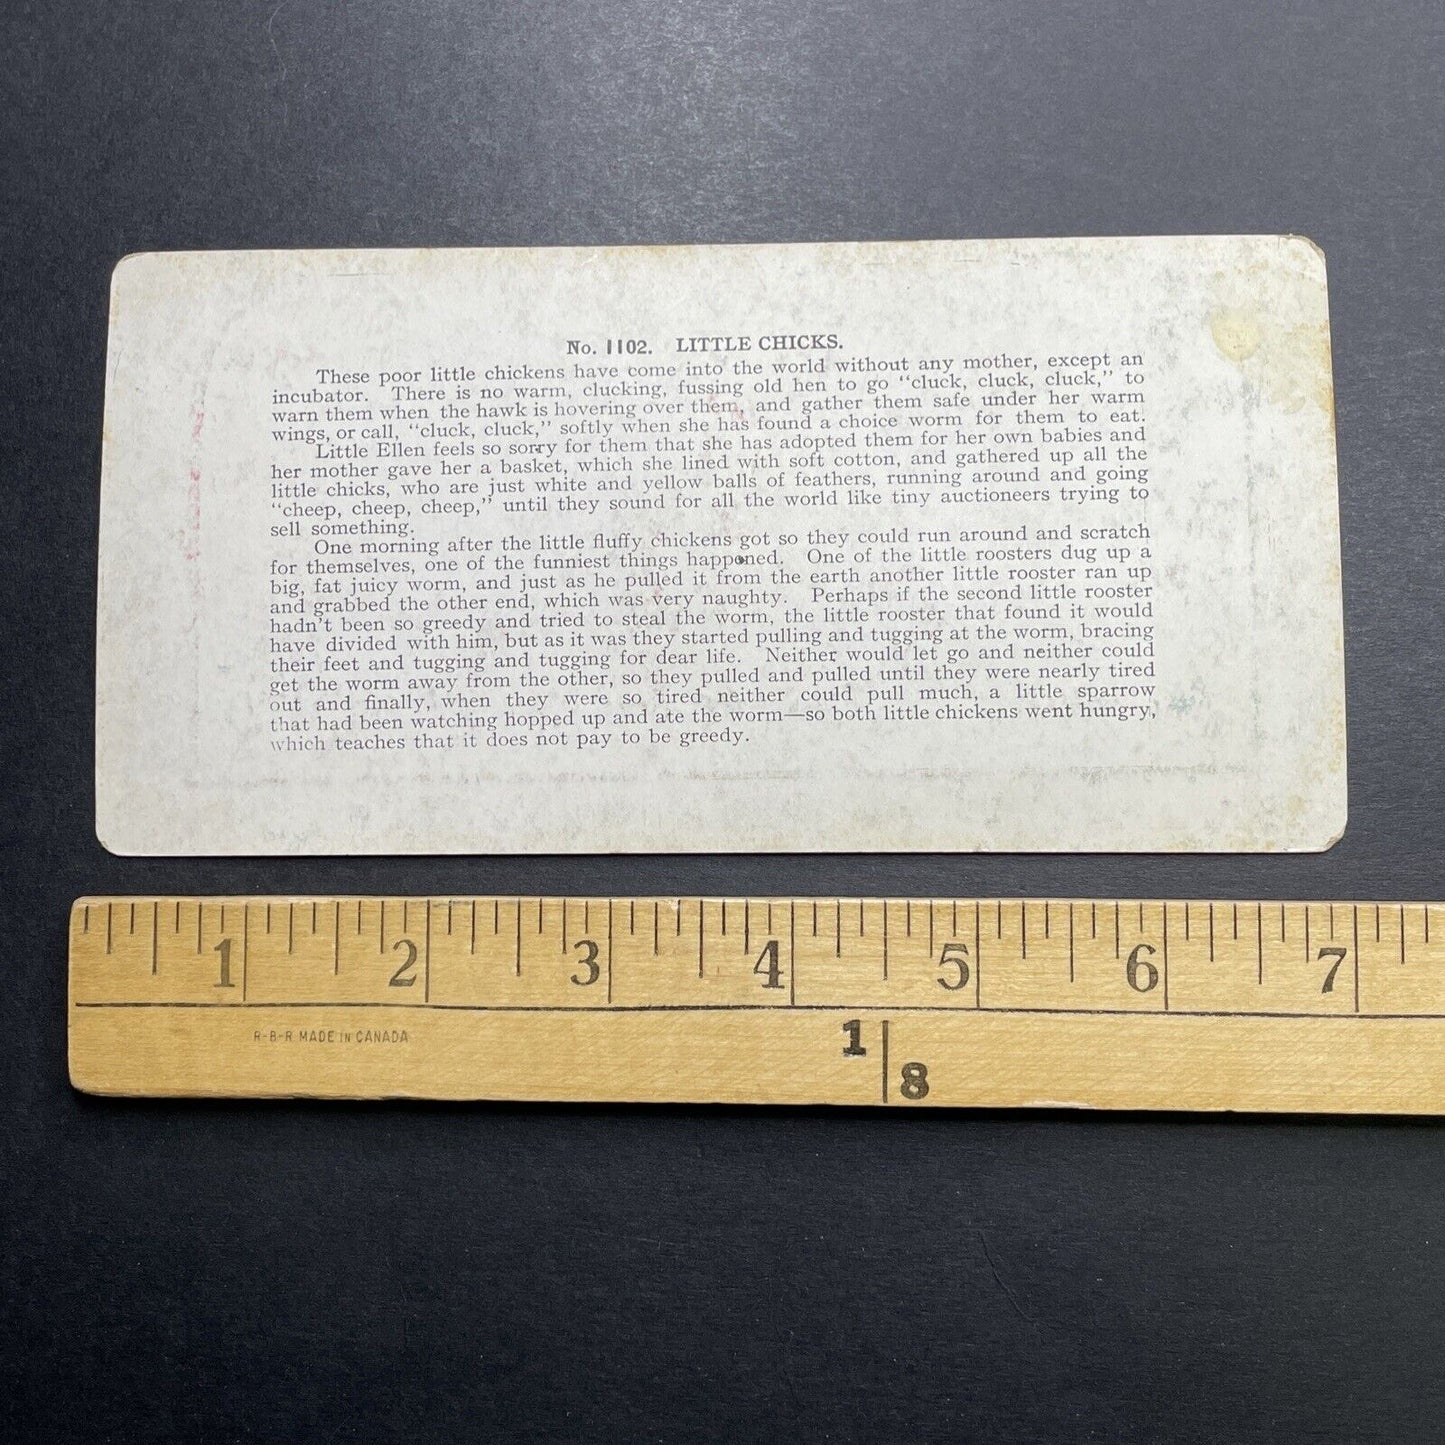 No. 1102. LITTLE CHICKS.
These poor little chickens have come into the world without any mother, except an
incubator. There is no warm, clucking, fussing old hen to go "cluck, cluck, cluck," to
warn them when the hawk is hovering over them, and gather them safe under her warm
wings, or call, "cluck, cluck," softly when she has found a choice worm for them to eat.
Little Ellen feels so sorry for them that she has adopted them for her own babies and
her mother gave her a basket, which she lined with soft cotton, and gathered up all the
little chicks, who are just white and yellow balls of feathers, running around and going
"cheep, cheep, cheep," until they sound for all the world like tiny auctioneers trying to
sell something.
One morning after the little fluffy chickens got so they could run around and scratch
for themselves, one of the funniest things happened. One of the little roosters dug up a
big, fat juicy worm, and just as he pulled it from the earth another little rooster ran up
and grabbed the other end, which was very naughty. Perhaps if the second little rooster
hadn't been so greedy and tried to steal the worm, the little rooster that found it would
have divided with him, but as it was they started pulling and tugging at the worm, bracing
their feet and tugging and tugging for dear life. Neither would let go and neither could
get the worm away from the other, so they pulled and pulled until they were nearly tired
out and finally, when they were so tired neither could pull much, a little sparrow
that had been watching hopped up and ate the worm—so both little chickens went hungry,
which teaches that it does not pay to be greedy.
1 2 3 4 5 6 7
R-B-R MADE IN CANADA
1 8